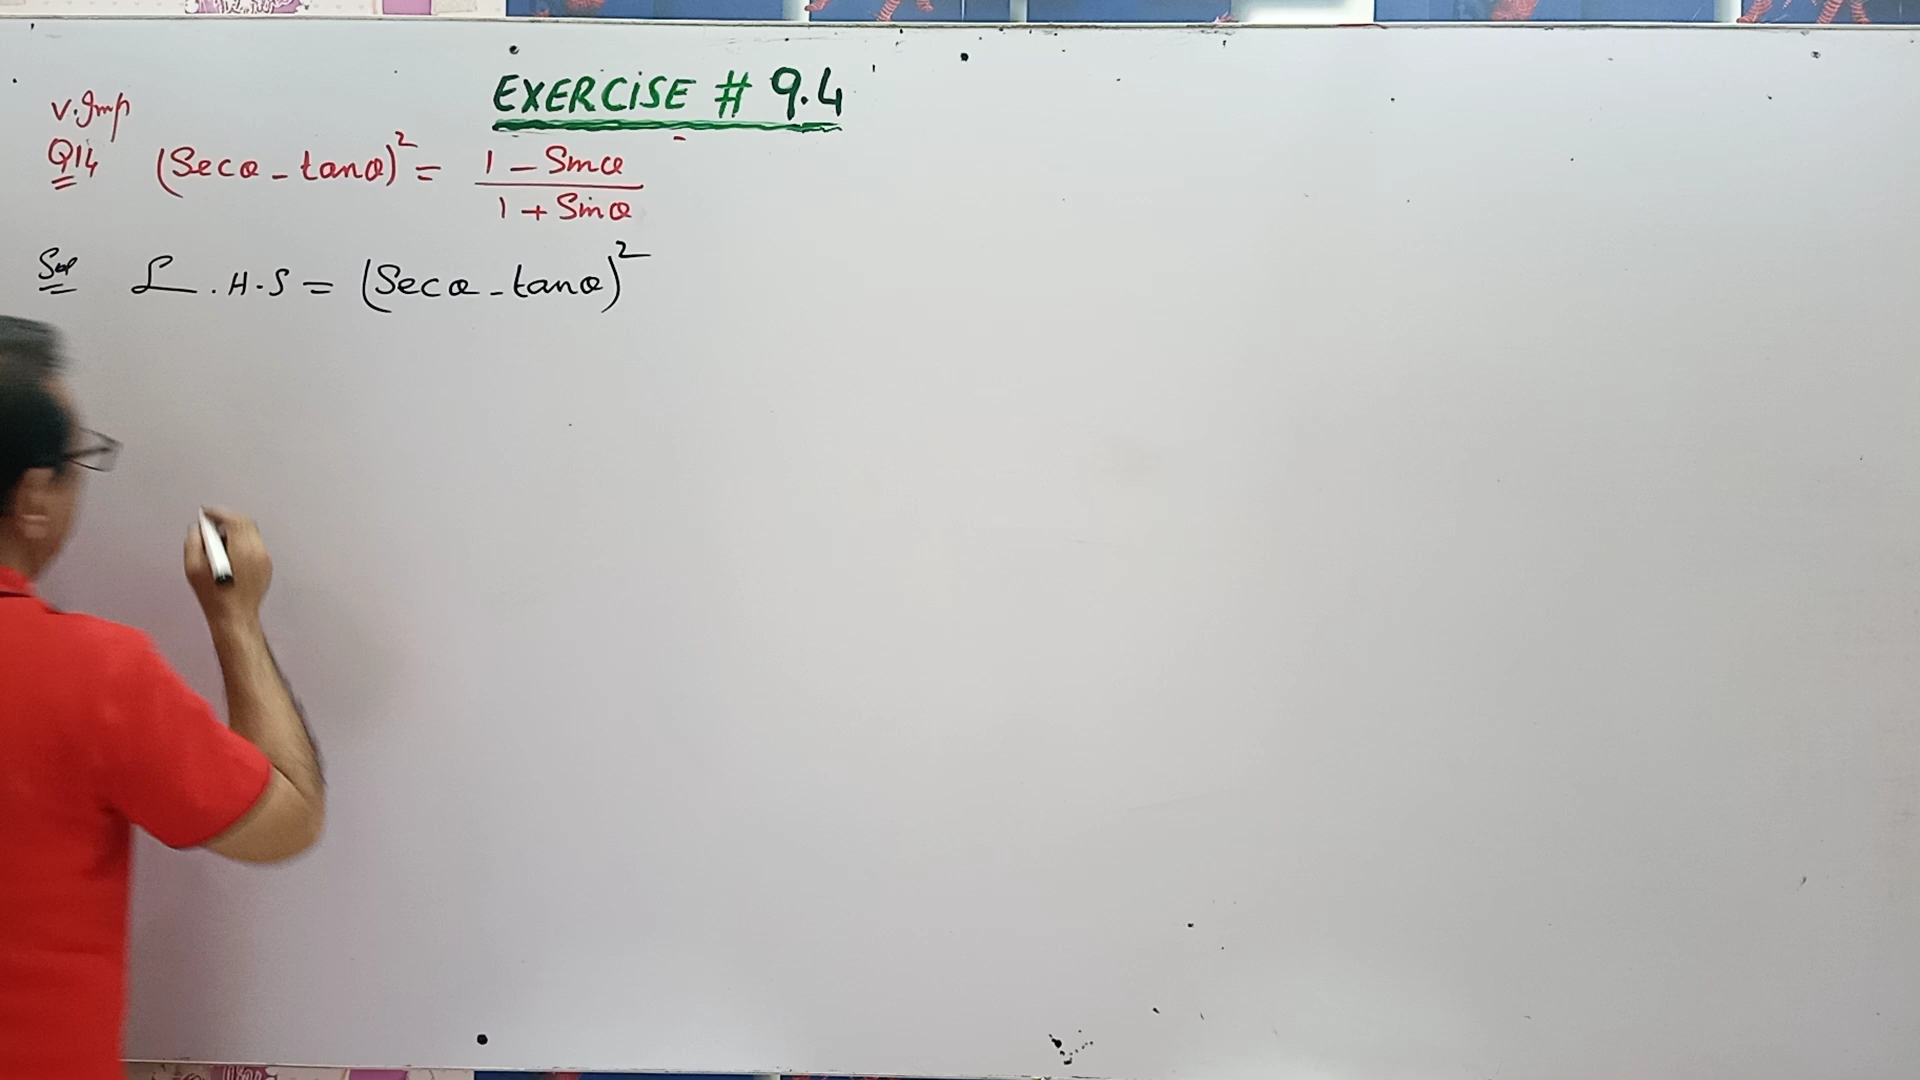 EXERCISE # 9.4
V.Imp
Q14 (Secθ - tanθ)² = 1 - Sinθ / 1 + Sinθ
Sol L.H.S = (Secθ - tanθ)²